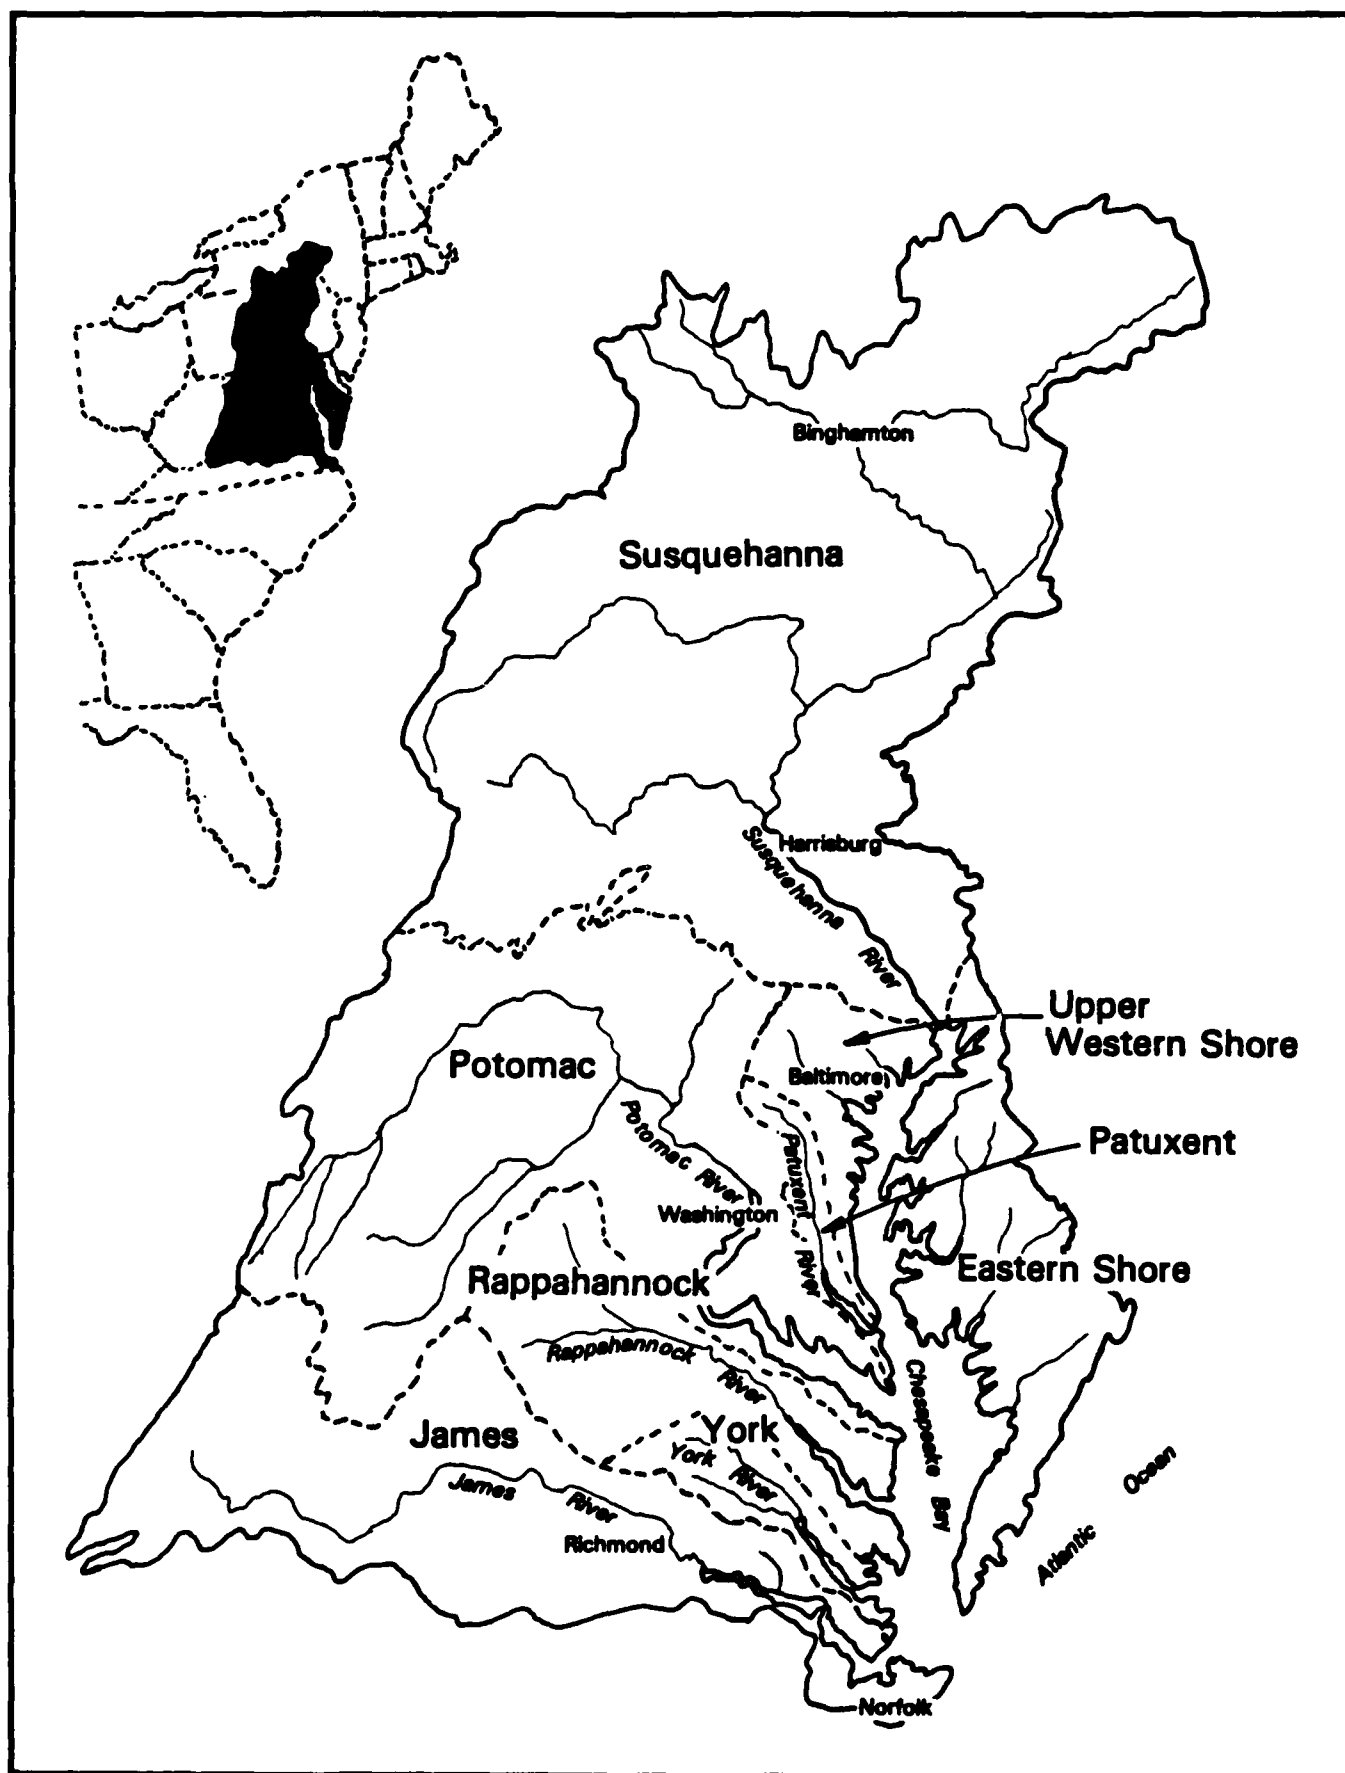 Binghamton
Susquehanna
Harrisburg
Susquehanna River
Upper
Western Shore
Potomac
Baltimore
Potomac River
Patuxent River
Patuxent
Washington
Eastern Shore
Rappahannock
Rappahannock River
Chesapeake Bay
James
York
York River
James River
Richmond
Atlantic Ocean
Norfolk